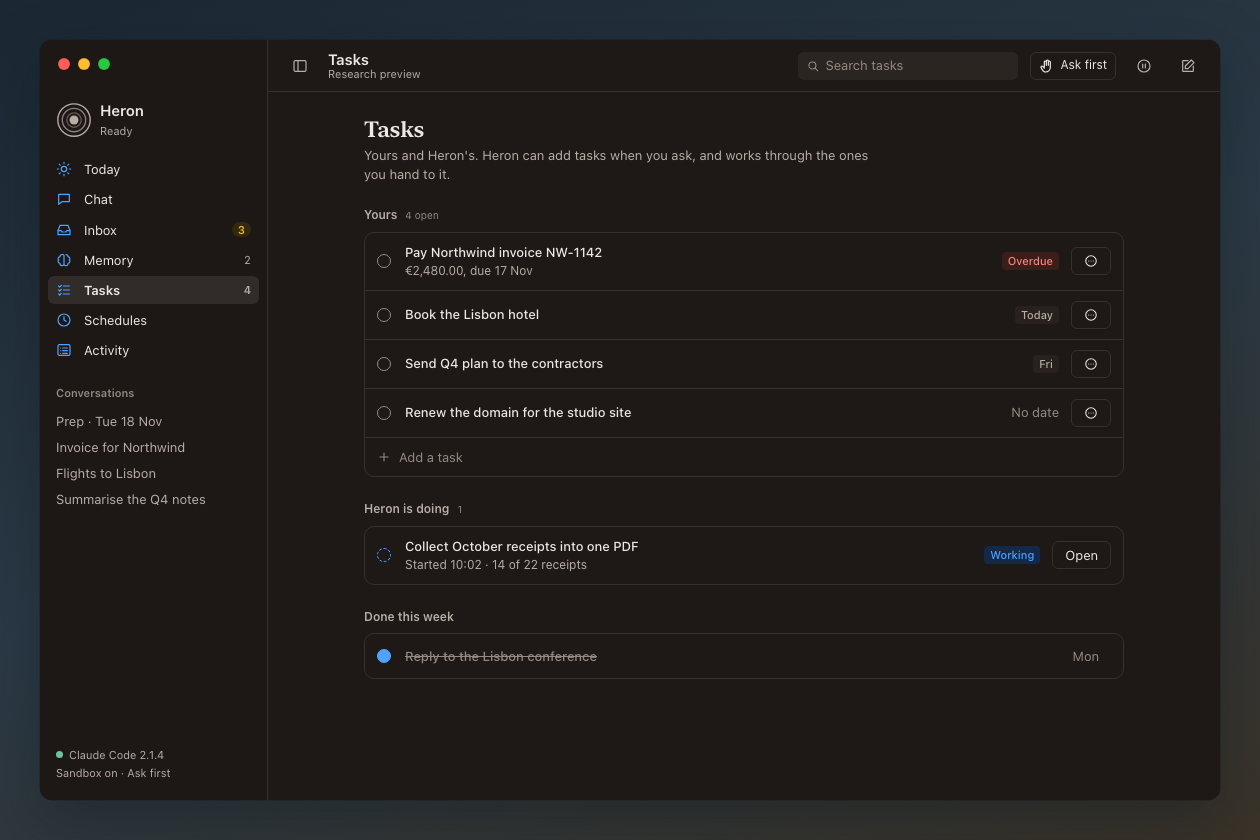 Tasks
Research preview
Search tasks
Ask first
Heron
Ready
Today
Chat
Inbox 3
Memory 2
Tasks 4
Schedules
Activity
Conversations
Prep · Tue 18 Nov
Invoice for Northwind
Flights to Lisbon
Summarise the Q4 notes
Claude Code 2.1.4
Sandbox on · Ask first
Tasks
Yours and Heron's. Heron can add tasks when you ask, and works through the ones
you hand to it.
Yours 4 open
Pay Northwind invoice NW-1142
€2,480.00, due 17 Nov
Overdue
Book the Lisbon hotel Today
Send Q4 plan to the contractors Fri
Renew the domain for the studio site No date
Add a task
Heron is doing 1
Collect October receipts into one PDF
Started 10:02 · 14 of 22 receipts
Working Open
Done this week
Reply to the Lisbon conference Mon